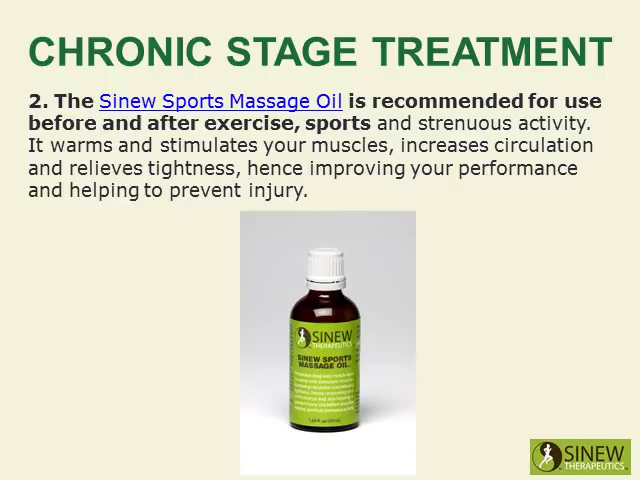 CHRONIC STAGE TREATMENT
2. The Sinew Sports Massage Oil is recommended for use
before and after exercise, sports and strenuous activity.
It warms and stimulates your muscles, increases circulation
and relieves tightness, hence improving your performance
and helping to prevent injury.
SINEW
THERAPEUTICS
SINEW SPORTS
MASSAGE OIL
SINEW
THERAPEUTICS